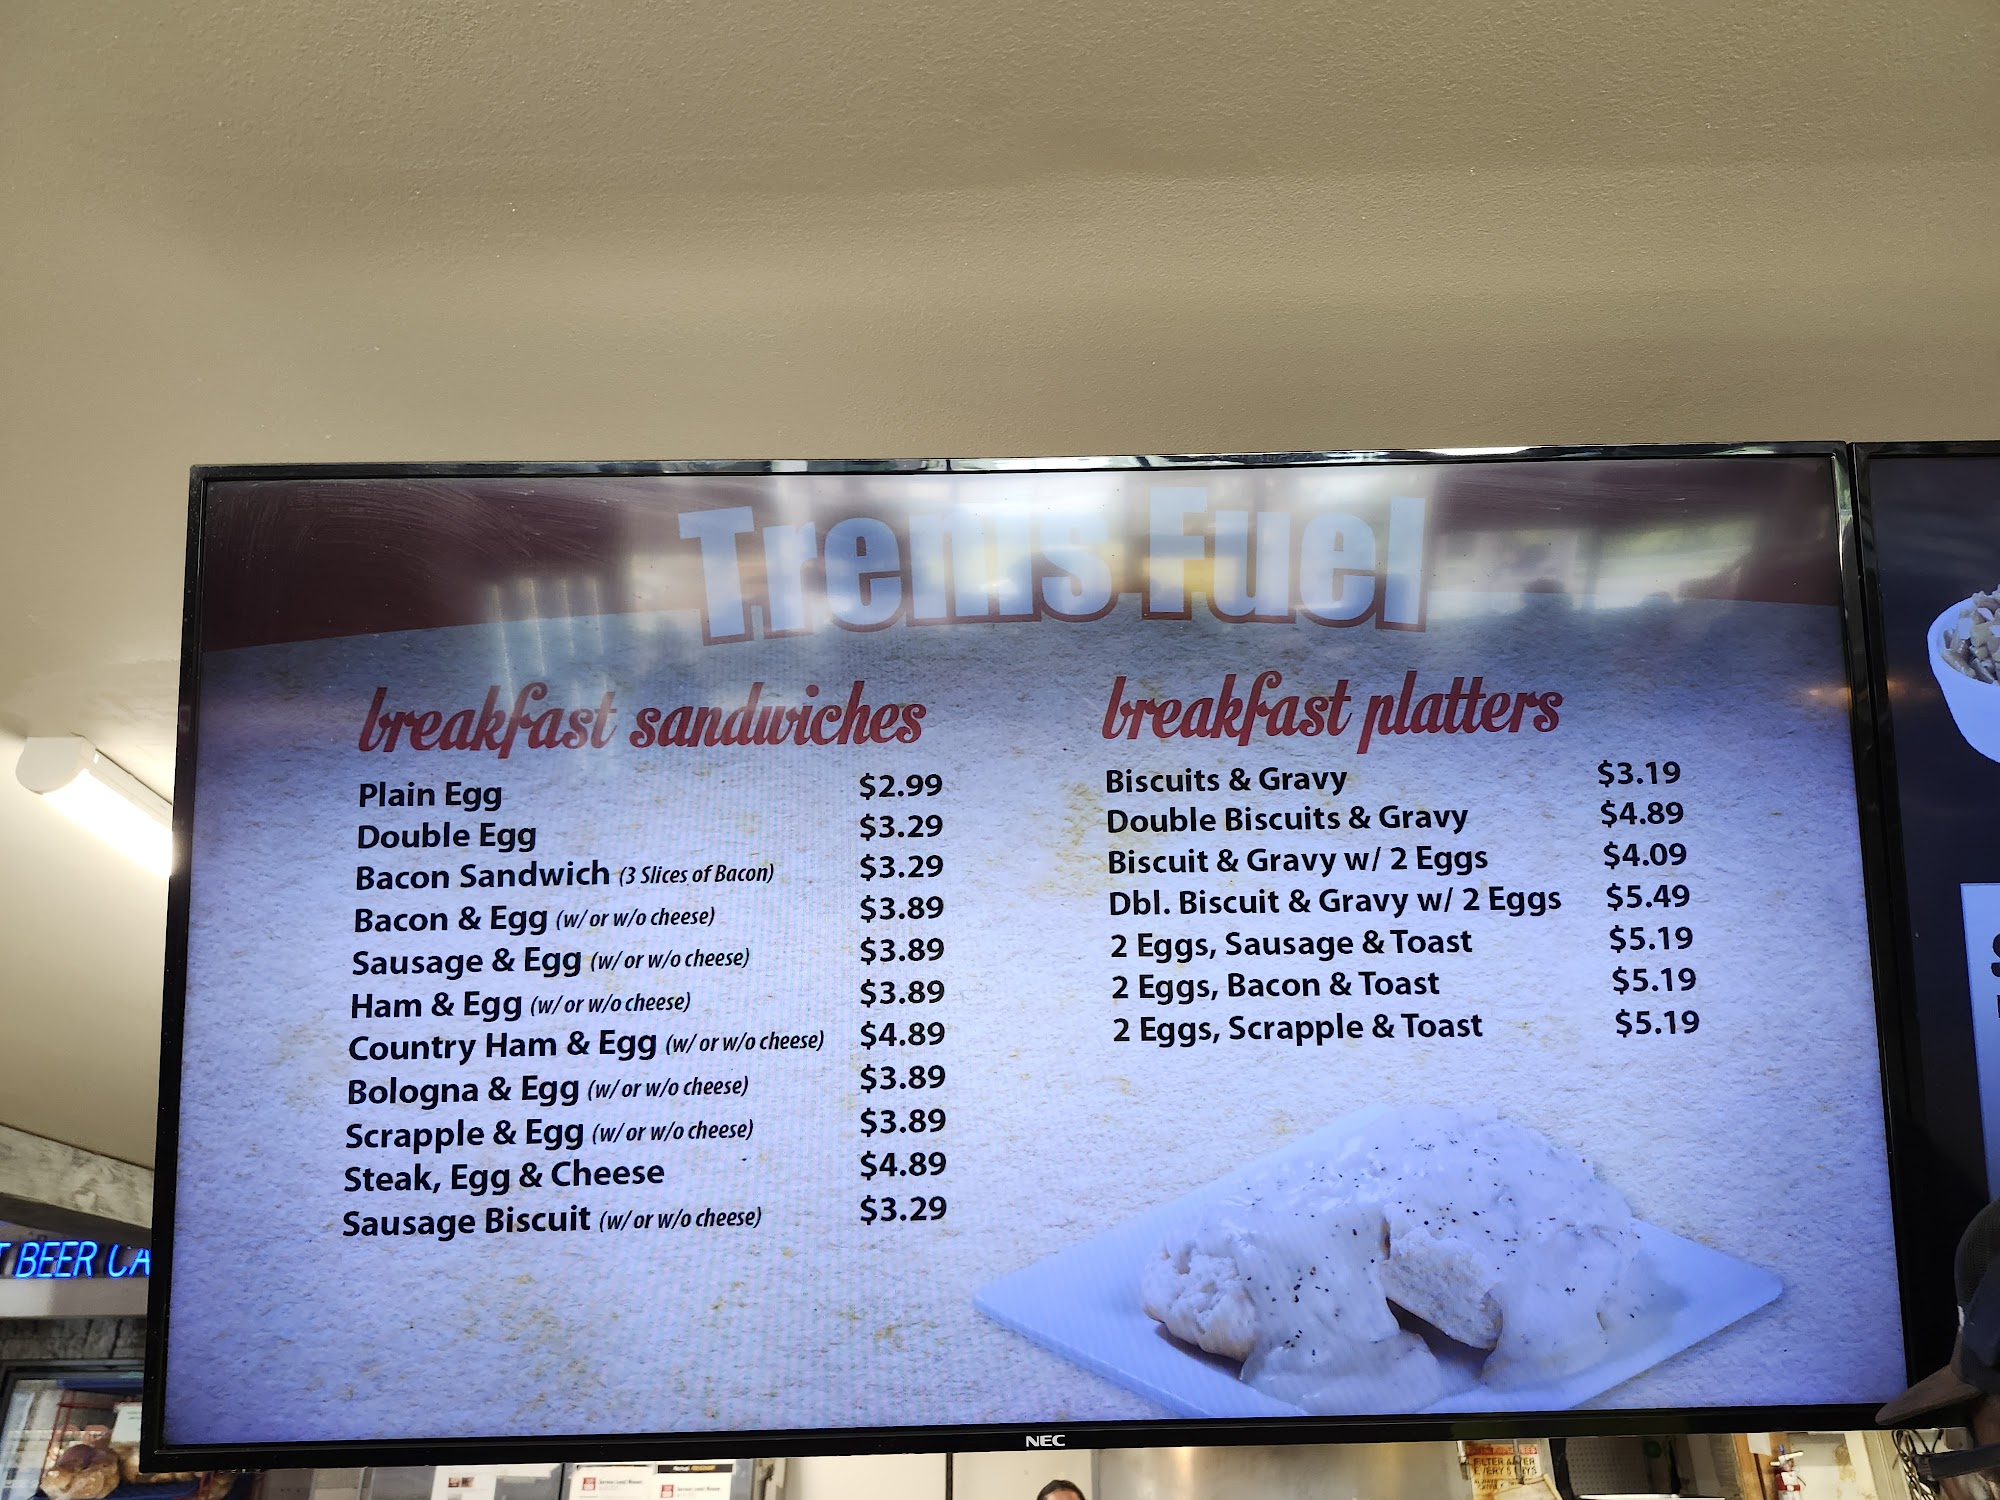 Trems Fuel
breakfast sandwiches
Plain Egg $2.99
Double Egg $3.29
Bacon Sandwich (3 Slices of Bacon) $3.29
Bacon & Egg (w/ or w/o cheese) $3.89
Sausage & Egg (w/ or w/o cheese) $3.89
Ham & Egg (w/ or w/o cheese) $3.89
Country Ham & Egg (w/ or w/o cheese) $4.89
Bologna & Egg (w/ or w/o cheese) $3.89
Scrapple & Egg (w/ or w/o cheese) $3.89
Steak, Egg & Cheese $4.89
Sausage Biscuit (w/ or w/o cheese) $3.29
breakfast platters
Biscuits & Gravy $3.19
Double Biscuits & Gravy $4.89
Biscuit & Gravy w/ 2 Eggs $4.09
Dbl. Biscuit & Gravy w/ 2 Eggs $5.49
2 Eggs, Sausage & Toast $5.19
2 Eggs, Bacon & Toast $5.19
2 Eggs, Scrapple & Toast $5.19
BEER CA
NEC